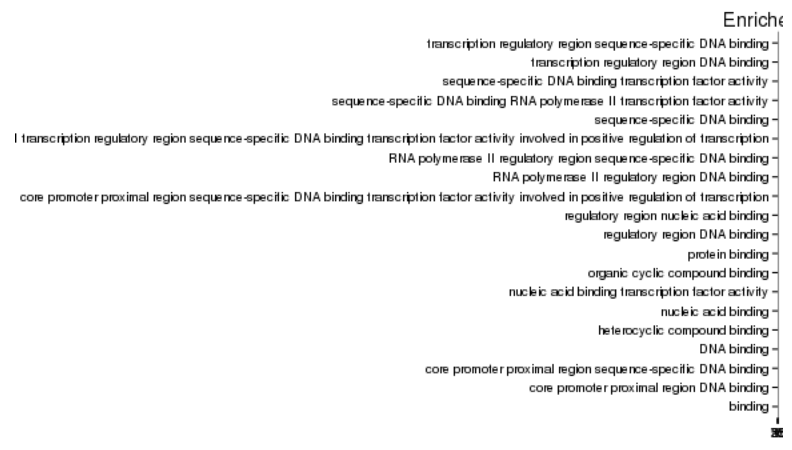 Enriche
transcription regulatory region sequence-specific DNA binding
transcription regulatory region DNA binding
sequence-specific DNA binding transcription factor activity
sequence-specific DNA binding RNA polymerase II transcription factor activity
sequence-specific DNA binding
I transcription regulatory region sequence-specific DNA binding transcription factor activity involved in positive regulation of transcription
RNA polymerase II regulatory region sequence-specific DNA binding
RNA polymerase II regulatory region DNA binding
core promoter proximal region sequence-specific DNA binding transcription factor activity involved in positive regulation of transcription
regulatory region nucleic acid binding
regulatory region DNA binding
protein binding
organic cyclic compound binding
nucleic acid binding transcription factor activity
nucleic acid binding
heterocyclic compound binding
DNA binding
core promoter proximal region sequence-specific DNA binding
core promoter proximal region DNA binding
binding